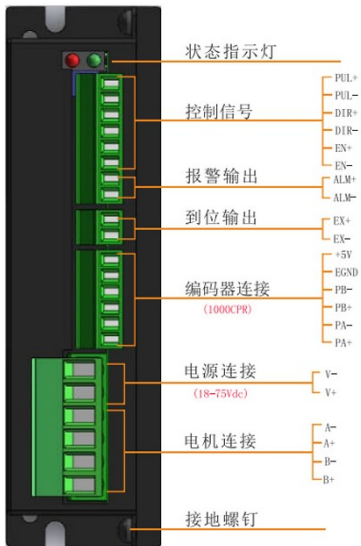 状态指示灯
控制信号
PUL+
PUL-
DIR+
DIR-
EN+
EN-
报警输出
ALM+
ALM-
到位输出
EX+
EX-
编码器连接
(1000CPR)
+5V
EGND
PB-
PB+
PA-
PA+
电源连接
(18-75Vdc)
V-
V+
电机连接
A-
A+
B-
B+
接地螺钉